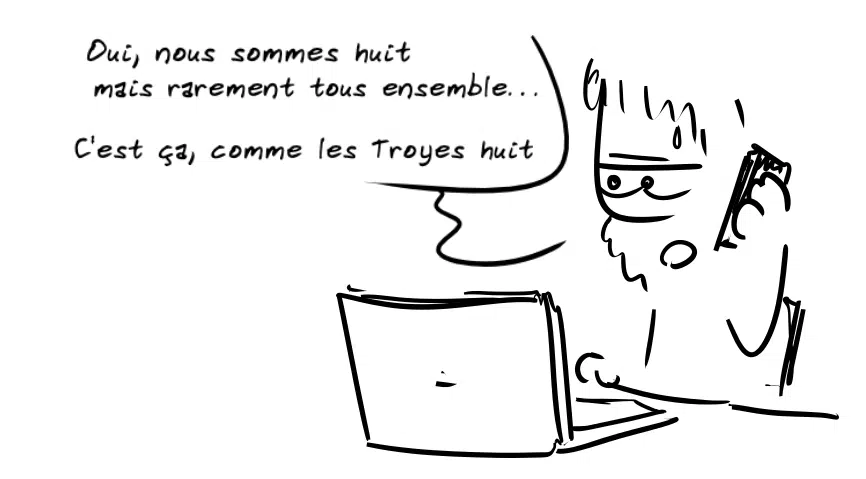 Oui, nous sommes huit
mais rarement tous ensemble...
C'est ça, comme les Troyes huit